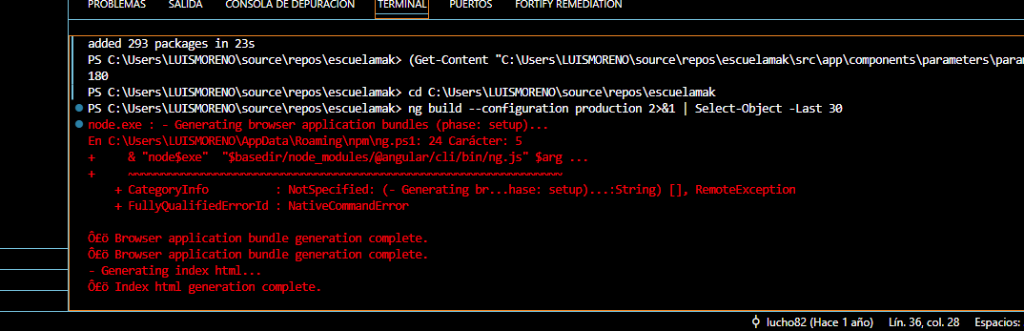 PROBLEMAS SALIDA CONSOLA DE DEPURACIÓN TERMINAL PUERTOS FORTIFY REMEDIATION
added 293 packages in 23s
PS C:\Users\LUISMORENO\source\repos\escuelamak> (Get-Content "C:\Users\LUISMORENO\source\repos\escuelamak\src\app\components\parameters\para
180
PS C:\Users\LUISMORENO\source\repos\escuelamak> cd C:\Users\LUISMORENO\source\repos\escuelamak
PS C:\Users\LUISMORENO\source\repos\escuelamak> ng build --configuration production 2>&1 | Select-Object -Last 30
node.exe : - Generating browser application bundles (phase: setup)...
En C:\Users\LUISMORENO\AppData\Roaming\npm\ng.ps1: 24 Carácter: 5
+     & "node$exe"  "$basedir/node_modules/@angular/cli/bin/ng.js" $arg ...
+     ~~~~~~~~~~~~~~~~~~~~~~~~~~~~~~~~~~~~~~~~~~~~~~~~~~~~~~~~~~~~~~~~~
    + CategoryInfo          : NotSpecified: (- Generating br...hase: setup)...:String) [], RemoteException
    + FullyQualifiedErrorId : NativeCommandError
Ô£ö Browser application bundle generation complete.
Ô£ö Browser application bundle generation complete.
- Generating index html...
Ô£ö Index html generation complete.
lucho82 (Hace 1 año) Lín. 36, col. 28 Espacios: